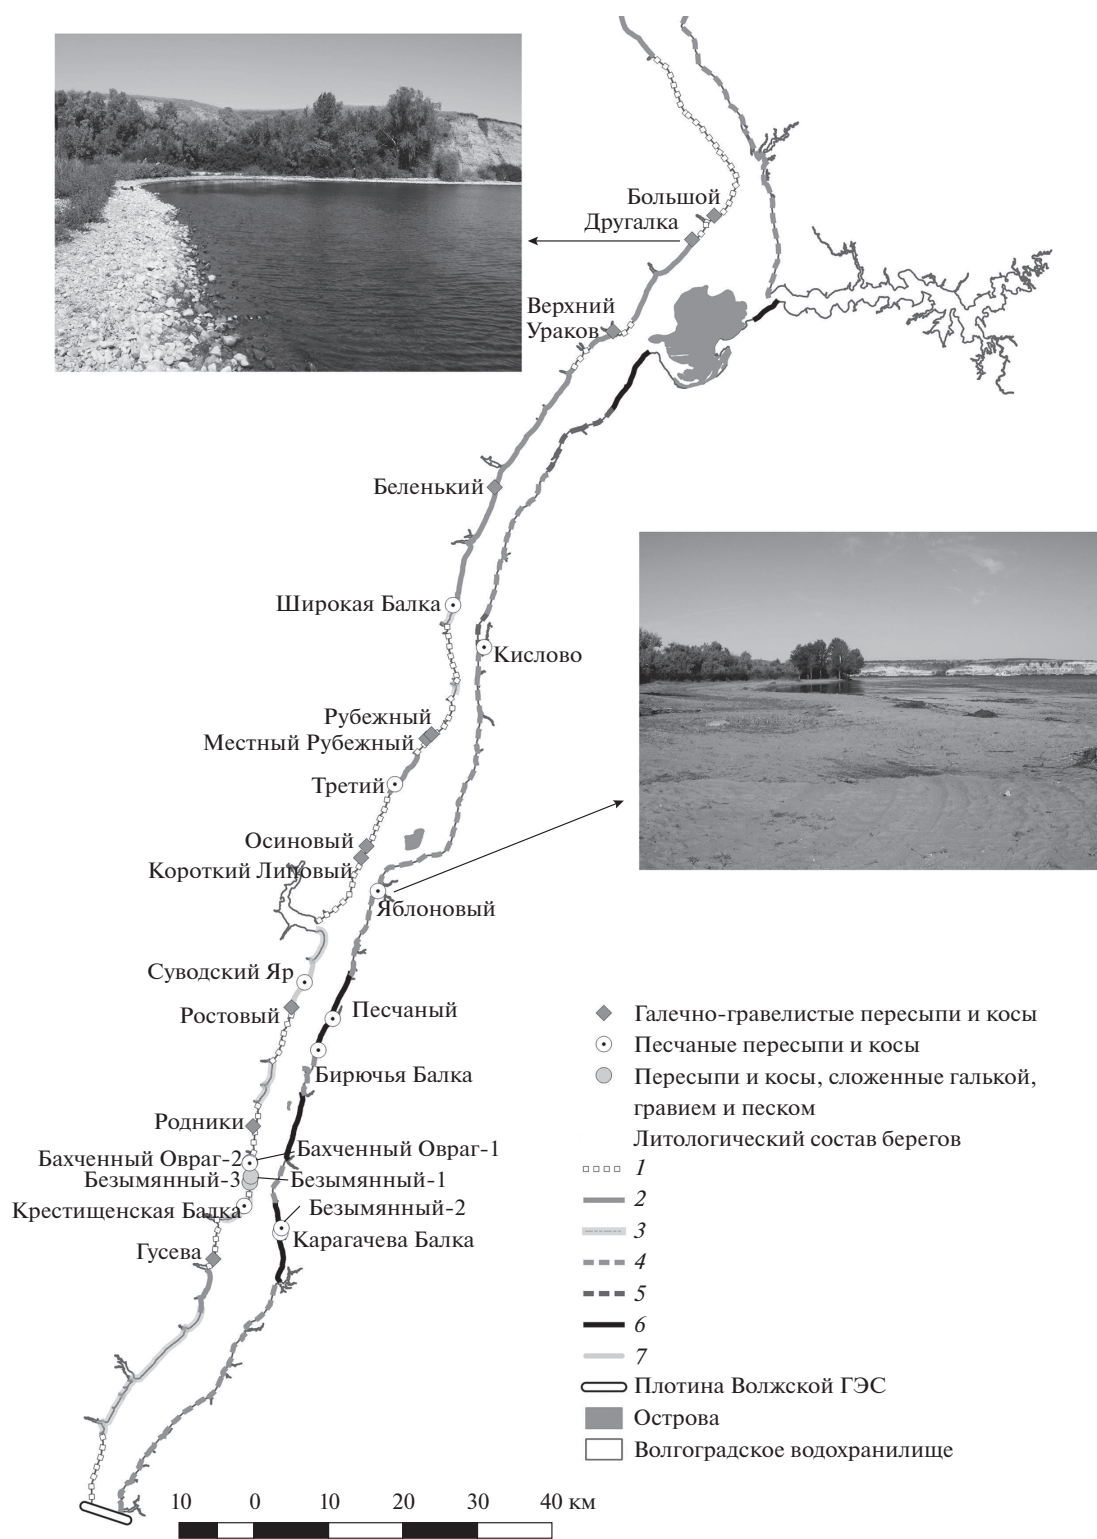 Большой
Другалка
Верхний
Ураков
Беленький
Широкая Балка
Кислово
Рубежный
Местный Рубежный
Третий
Осиновый
Короткий Липовый
Яблоновый
Суводский Яр
Ростовый
Песчаный
Бирючья Балка
Родники
Бахченный Овраг-1
Бахченный Овраг-2
Безымянный-3
Безымянный-1
Крестищенская Балка
Безымянный-2
Гусева
Карагачева Балка
Галечно-гравелистые пересыпи и косы
Песчаные пересыпи и косы
Пересыпи и косы, сложенные галькой,
гравием и песком
Литологический состав берегов
1
2
3
4
5
6
7
Плотина Волжской ГЭС
Острова
Волгоградское водохранилище
10 0 10 20 30 40 км